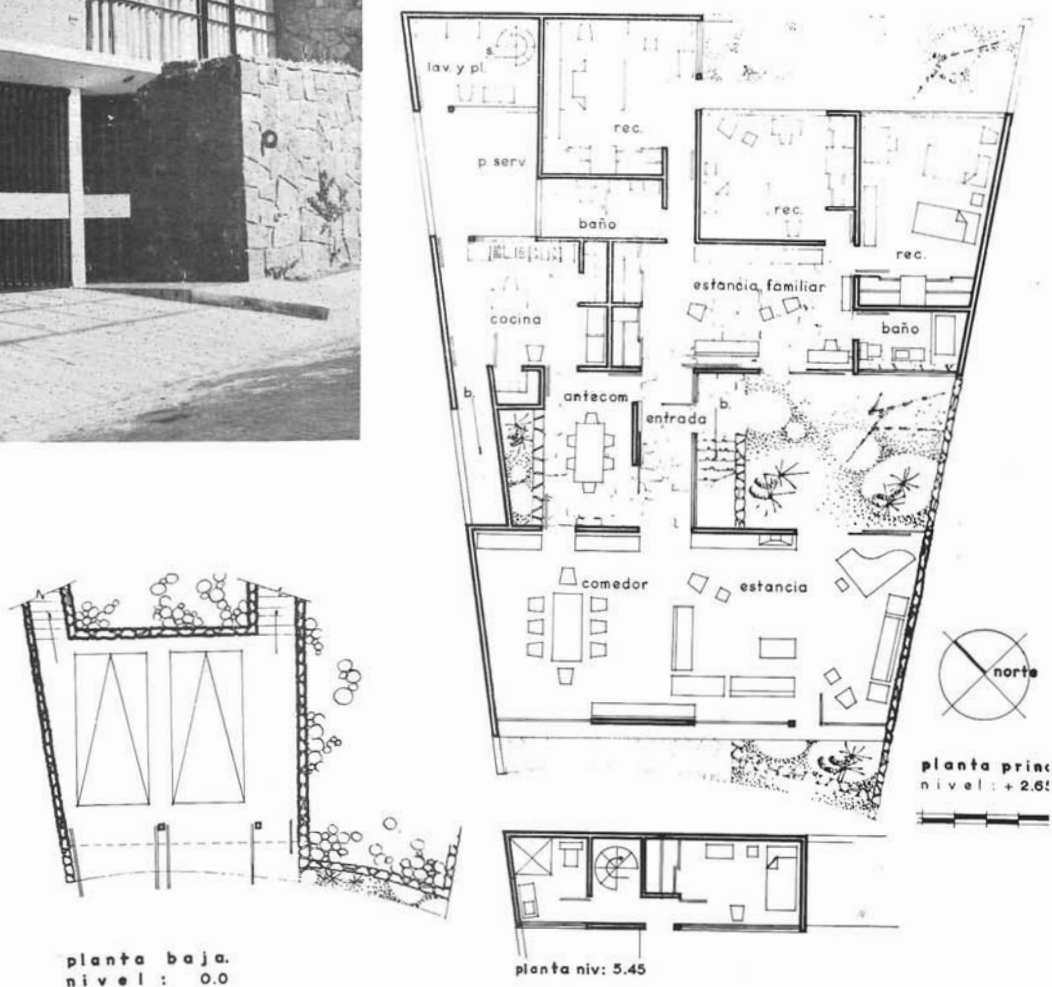 s.
lav. y pl.
rec.
p. serv.
baño
rec.
rec.
estancia familiar
cocina
baño
b.
antecom
entrada
b.
comedor
estancia
norte
planta princ
nivel: + 2.65
planta baja.
nivel: 0.0
planta niv: 5.45